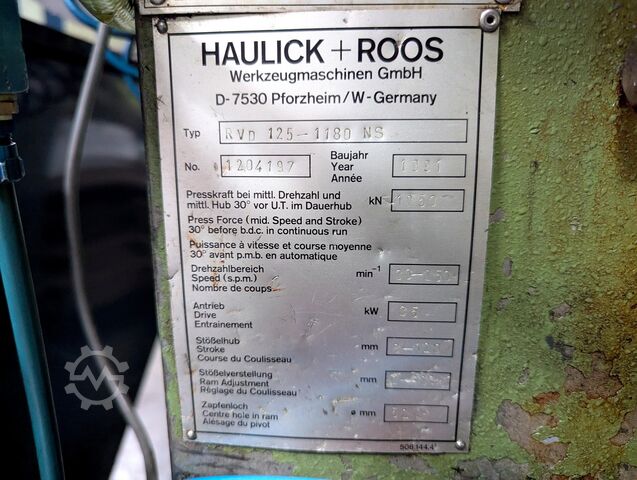 HAULICK + ROOS
Werkzeugmaschinen GmbH
D-7530 Pforzheim/W-Germany
Typ RVD 125-1180 NS
No. 1204197
Baujahr
Year
Année
Presskraft bei mittl. Drehzahl und
mittl. Hub 30° vor U.T. im Dauerhub
kN
Press Force (mid. Speed and Stroke)
30° before b.d.c. in continuous run
Puissance à vitesse et course moyenne
30° avant p.m.b. en automatique
Drehzahlbereich
Speed (s.p.m.)
Nombre de coups
min⁻¹
Antrieb
Drive
Entrainement
kW
Stößelhub
Stroke
Course du Coulisseau
mm
Stößelverstellung
Ram Adjustment
Réglage du Coulisseau
mm
Zapfenloch
Centre hole in ram
Alésage du pivot
ø mm
506.144.4